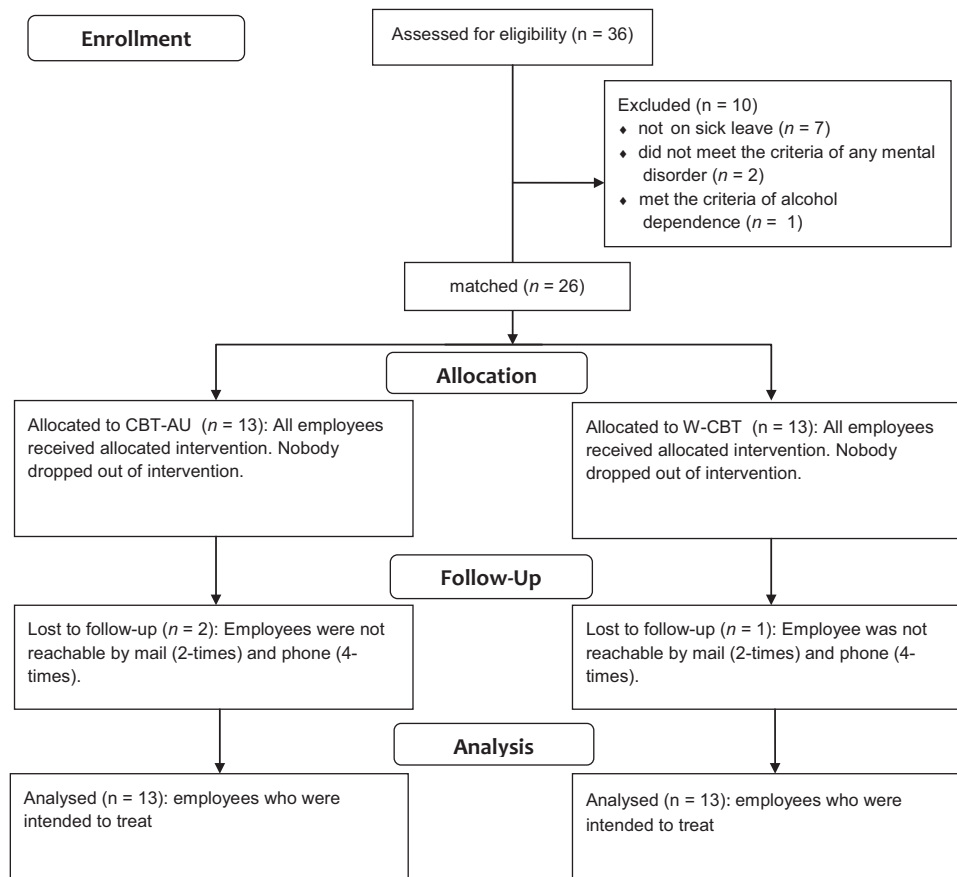 Enrollment
Assessed for eligibility (n = 36)
Excluded (n = 10)
♦ not on sick leave (n = 7)
♦ did not meet the criteria of any mental
disorder (n = 2)
♦ met the criteria of alcohol
dependence (n = 1)
matched (n = 26)
Allocation
Allocated to CBT-AU (n = 13): All employees
received allocated intervention. Nobody
dropped out of intervention.
Allocated to W-CBT (n = 13): All employees
received allocated intervention. Nobody
dropped out of intervention.
Follow-Up
Lost to follow-up (n = 2): Employees were not
reachable by mail (2-times) and phone (4-
times).
Lost to follow-up (n = 1): Employee was not
reachable by mail (2-times) and phone (4-
times).
Analysis
Analysed (n = 13): employees who were
intended to treat
Analysed (n = 13): employees who were
intended to treat